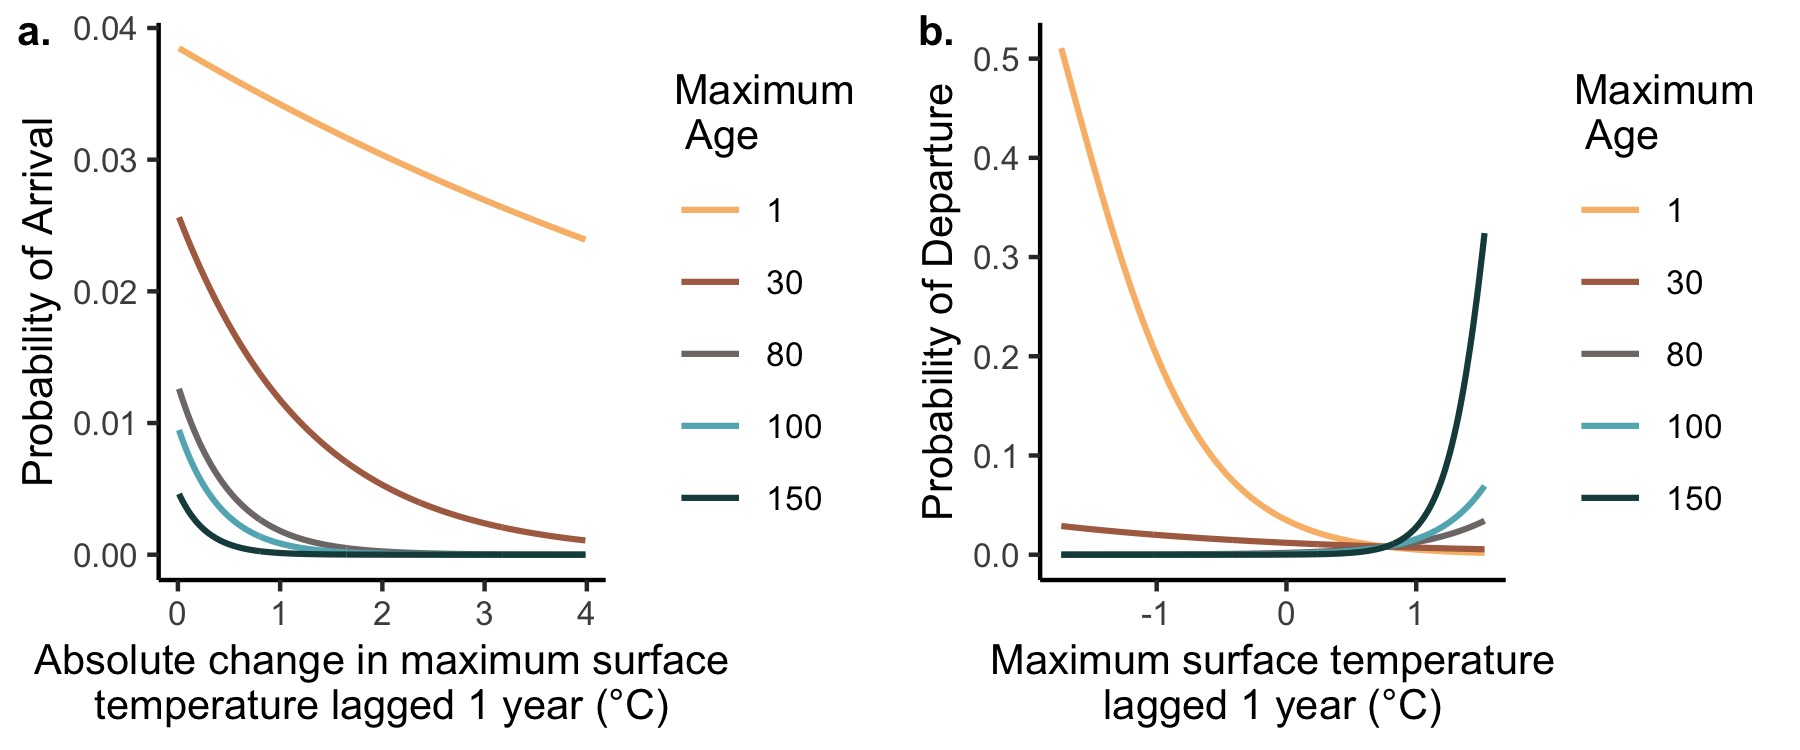 a.
0.04
0.03
0.02
0.01
0.00
Probability of Arrival
0 1 2 3 4
Absolute change in maximum surface
temperature lagged 1 year (°C)
Maximum
Age
1
30
80
100
150
b.
0.5
0.4
0.3
0.2
0.1
0.0
Probability of Departure
-1 0 1
Maximum surface temperature
lagged 1 year (°C)
Maximum
Age
1
30
80
100
150